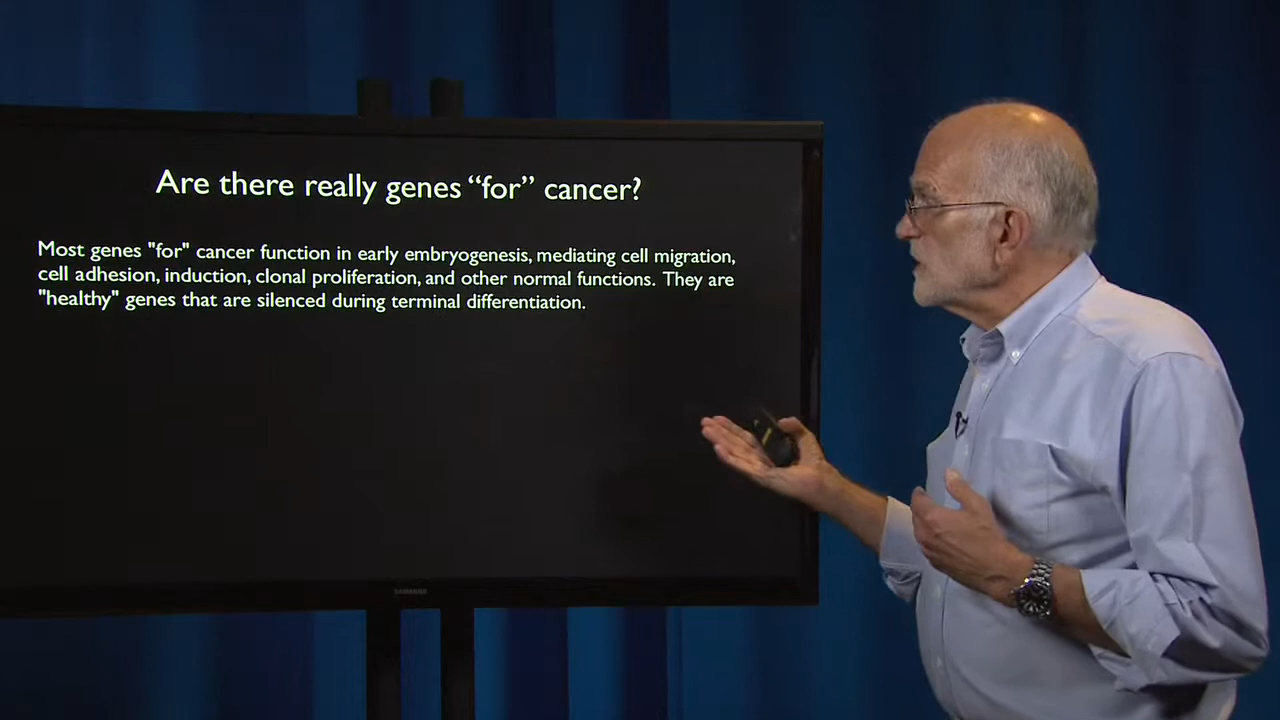 Are there really genes “for” cancer?
Most genes "for" cancer function in early embryogenesis, mediating cell migration,
cell adhesion, induction, clonal proliferation, and other normal functions. They are
"healthy" genes that are silenced during terminal differentiation.
SAMSUNG